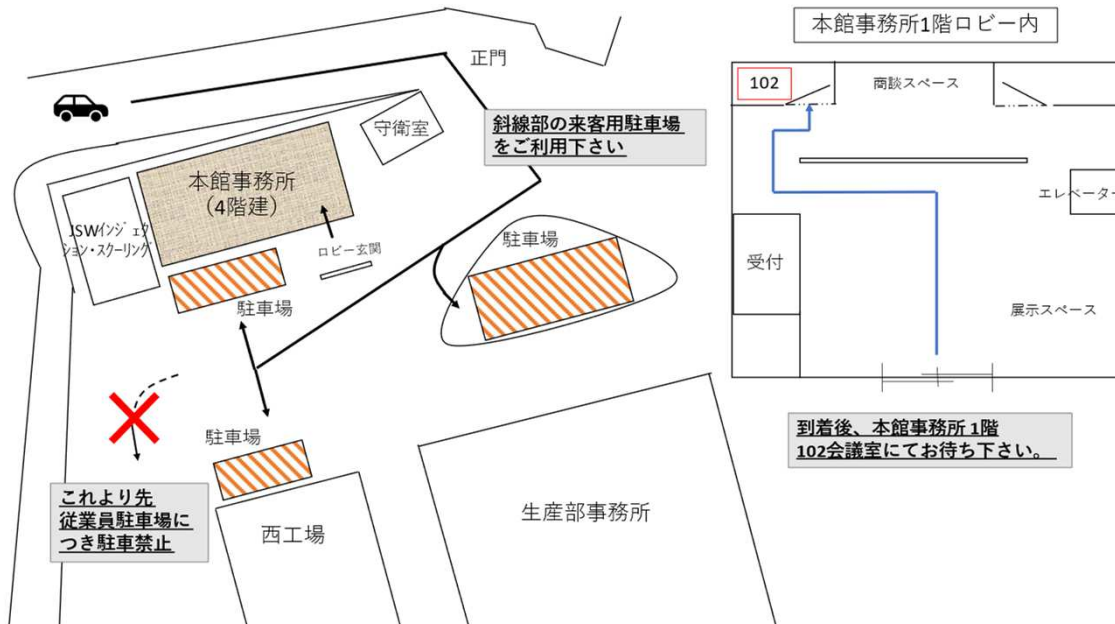 正門
守衛室
斜線部の来客用駐車場
をご利用下さい
本館事務所
（4階建）
JSWインジェク
ション・スクーリング
ロビー玄関
駐車場
駐車場
駐車場
これより先
従業員駐車場に
つき駐車禁止
西工場
生産部事務所
本館事務所1階ロビー内
102
商談スペース
エレベーター
受付
展示スペース
到着後、本館事務所 1階
102会議室にてお待ち下さい。